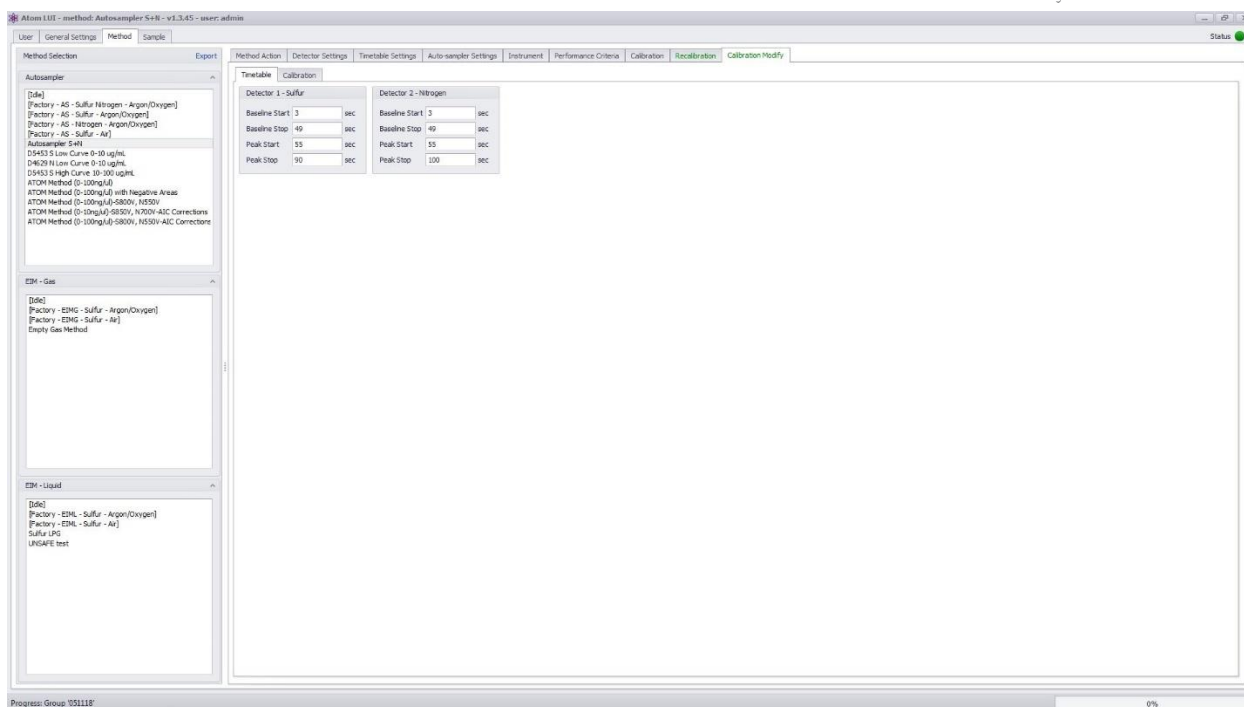 Atom LUI - method: Autosampler S+N - v1.3.45 - user: admin
User General Settings Method Sample Status
Method Selection Export
Method Action Detector Settings Timetable Settings Auto-sampler Settings Instrument Performance Criteria Calibration Recalibration Calibration Modify
Autosampler
[Idle]
[Factory - AS - Sulfur Nitrogen - Argon/Oxygen]
[Factory - AS - Sulfur - Argon/Oxygen]
[Factory - AS - Nitrogen - Argon/Oxygen]
[Factory - AS - Sulfur - Air]
Autosampler S+N
D5453 S Low Curve 0-10 ug/mL
D4629 N Low Curve 0-10 ug/mL
D5453 S High Curve 10-100 ug/mL
ATOM Method (0-100ng/ul)
ATOM Method (0-100ng/ul) with Negative Areas
ATOM Method (0-100ng/ul)-S800V, N550V
ATOM Method (0-10ng/ul)-S850V, N700V-AIC Corrections
ATOM Method (0-100ng/ul)-S800V, N550V-AIC Corrections
EIM - Gas
[Idle]
[Factory - EIMG - Sulfur - Argon/Oxygen]
[Factory - EIMG - Sulfur - Air]
Empty Gas Method
EIM - Liquid
[Idle]
[Factory - EIML - Sulfur - Argon/Oxygen]
[Factory - EIML - Sulfur - Air]
Sulfur LPG
UNSAFE test
Timetable Calibration
Detector 1 - Sulfur
Baseline Start 3 sec
Baseline Stop 49 sec
Peak Start 55 sec
Peak Stop 90 sec
Detector 2 - Nitrogen
Baseline Start 3 sec
Baseline Stop 49 sec
Peak Start 55 sec
Peak Stop 100 sec
Progress: Group '051118' 0%